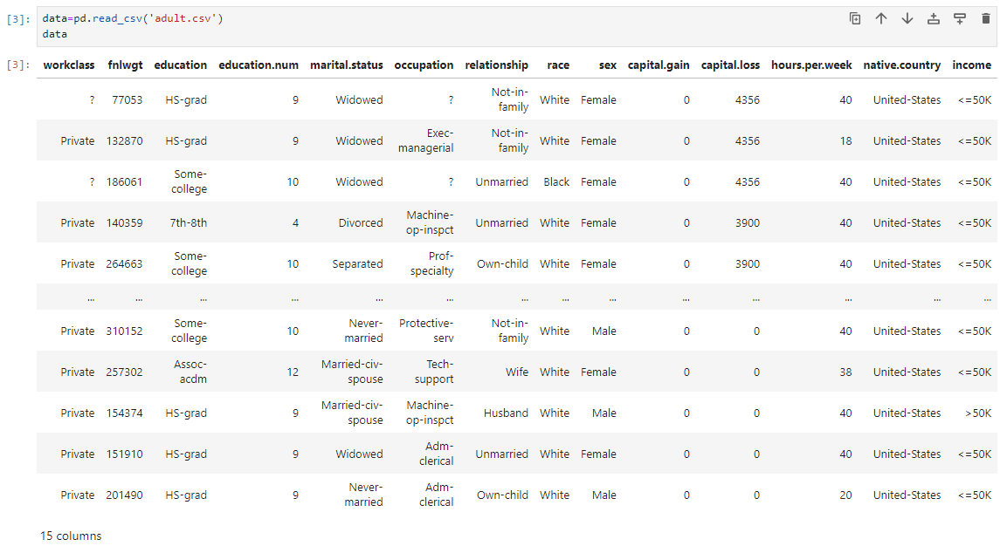 [3]: data=pd.read_csv('adult.csv')
data
[3]: workclass fnlwgt education education.num marital.status occupation relationship race sex capital.gain capital.loss hours.per.week native.country income
? 77053 HS-grad 9 Widowed ? Not-in-family White Female 0 4356 40 United-States <=50K
Private 132870 HS-grad 9 Widowed Exec-managerial Not-in-family White Female 0 4356 18 United-States <=50K
? 186061 Some-college 10 Widowed ? Unmarried Black Female 0 4356 40 United-States <=50K
Private 140359 7th-8th 4 Divorced Machine-op-inspct Unmarried White Female 0 3900 40 United-States <=50K
Private 264663 Some-college 10 Separated Prof-specialty Own-child White Female 0 3900 40 United-States <=50K
... ... ... ... ... ... ... ... ... ... ... ... ... ...
Private 310152 Some-college 10 Never-married Protective-serv Not-in-family White Male 0 0 40 United-States <=50K
Private 257302 Assoc-acdm 12 Married-civ-spouse Tech-support Wife White Female 0 0 38 United-States <=50K
Private 154374 HS-grad 9 Married-civ-spouse Machine-op-inspct Husband White Male 0 0 40 United-States >50K
Private 151910 HS-grad 9 Widowed Adm-clerical Unmarried White Female 0 0 40 United-States <=50K
Private 201490 HS-grad 9 Never-married Adm-clerical Own-child White Male 0 0 20 United-States <=50K
15 columns